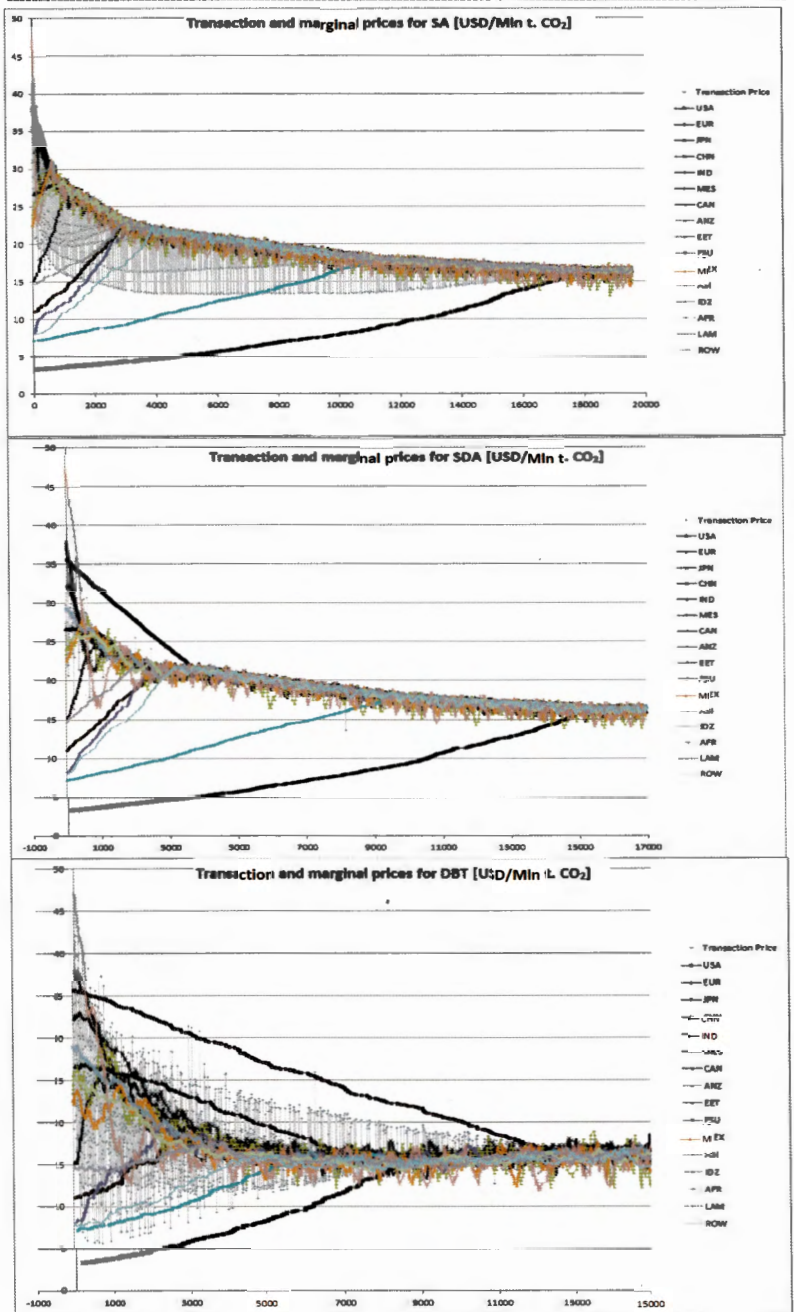 Transaction and marginal prices for SA [USD/Mln t. CO₂]
50
45
40
35
30
25
20
15
10
5
0
0 2000 4000 6000 8000 10000 12000 14000 16000 18000 20000
Transaction Price
USA
EUR
JPN
CHN
IND
MES
CAN
ANZ
EET
FSU
MEX
IDZ
APR
LAM
ROW
Transaction and marginal prices for SDA [USD/Mln t. CO₂]
50
45
40
35
30
25
20
15
10
5
0
-1000 1000 3000 5000 7000 9000 11000 13000 15000 17000
Transaction Price
USA
EUR
JPN
CHN
IND
MES
CAN
ANZ
EET
FSU
MEX
IDZ
APR
LAM
ROW
Transaction and marginal prices for DBT [USD/Mln t. CO₂]
50
45
40
35
30
25
20
15
10
5
0
-1000 1000 3000 5000 7000 9000 11000 13000 15000
Transaction Price
USA
EUR
JPN
CHN
IND
MES
CAN
ANZ
EET
FSU
MEX
IDZ
APR
LAM
ROW